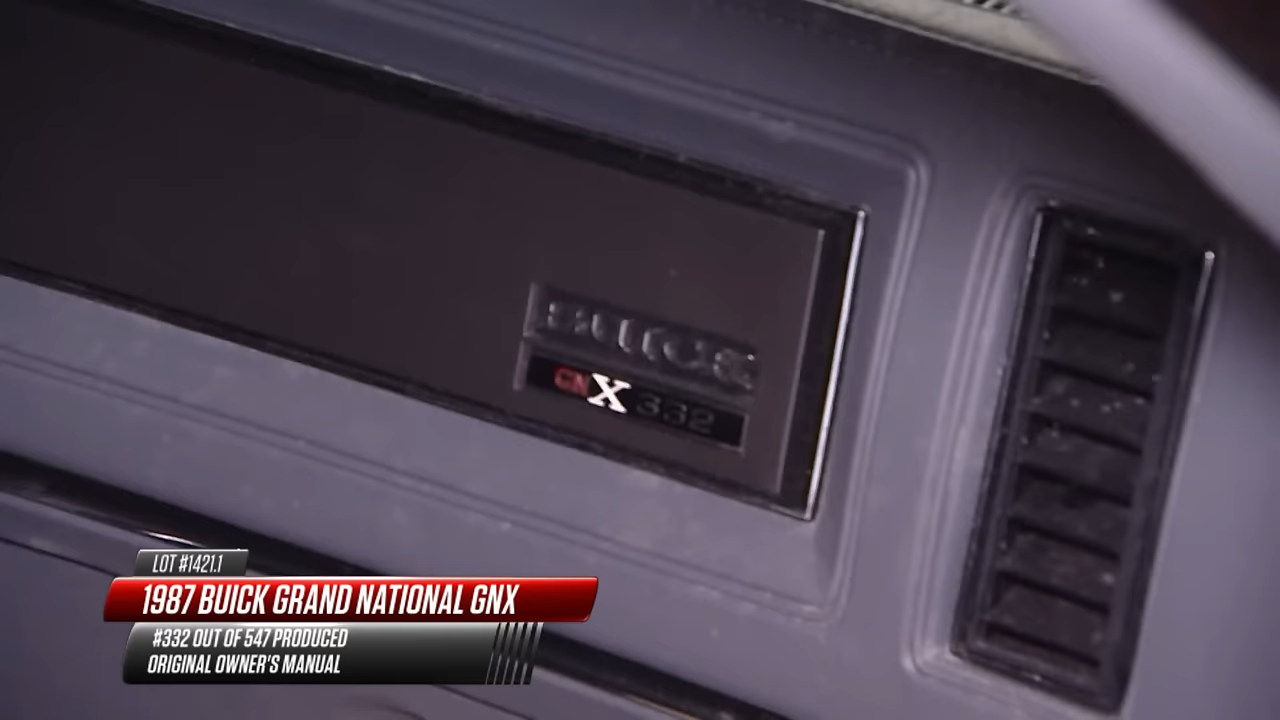 BUICK
GNX 332
LOT #1421.1
1987 BUICK GRAND NATIONAL GNX
#332 OUT OF 547 PRODUCED
ORIGINAL OWNER'S MANUAL